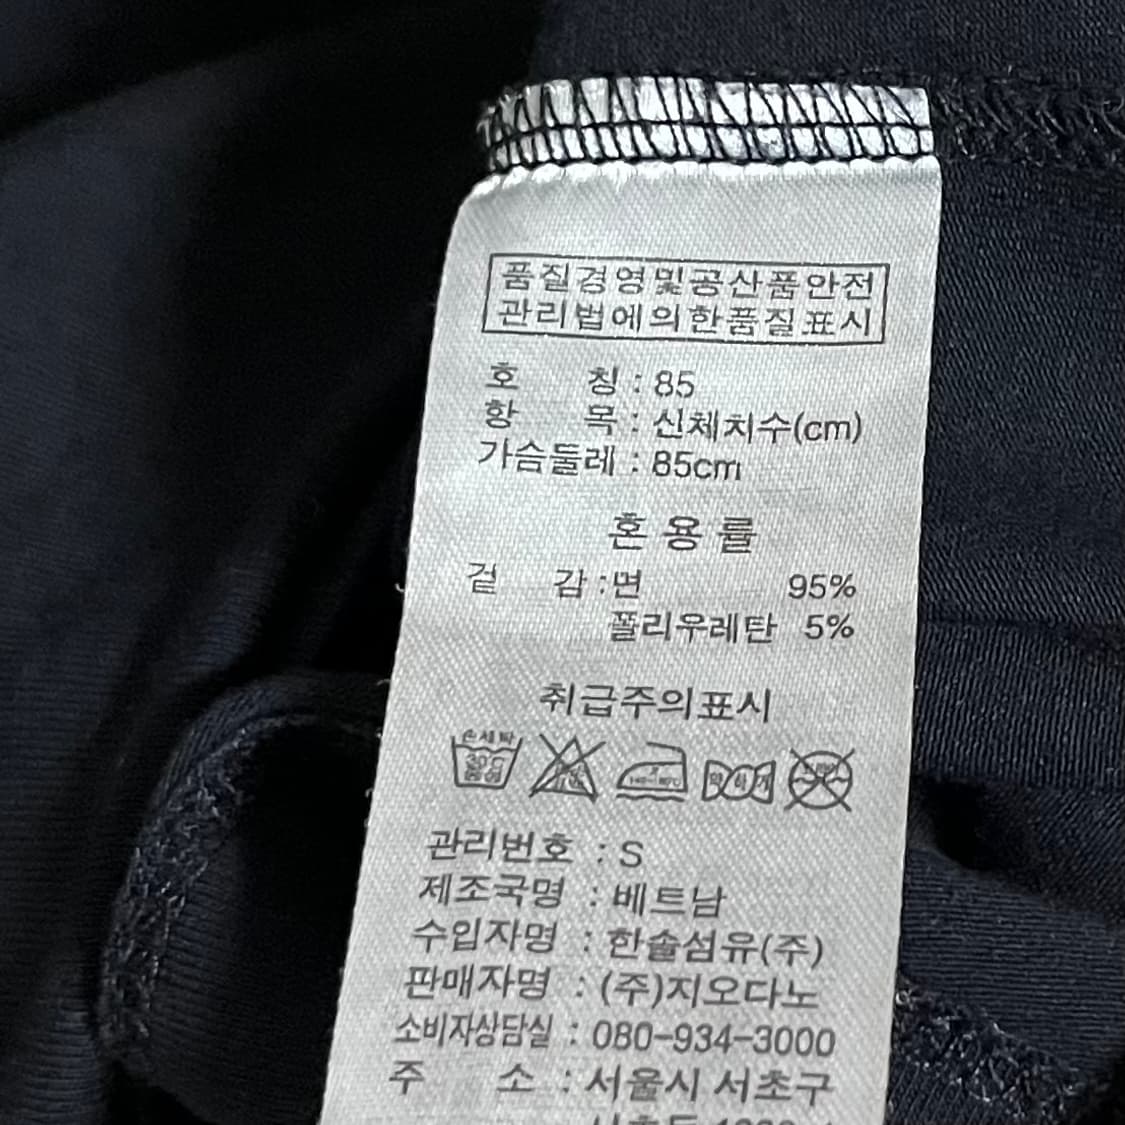 품질경영및공산품안전
관리법에의한품질표시
호 칭 : 85
항 목 : 신체치수(cm)
가슴둘레 : 85cm
혼용률
겉 감 : 면 95%
폴리우레탄 5%
취급주의표시
손세탁
30℃
약하게
관리번호 : S
제조국명 : 베트남
수입자명 : 한솔섬유(주)
판매자명 : (주)지오다노
소비자상담실 : 080-934-3000
주 소 : 서울시 서초구